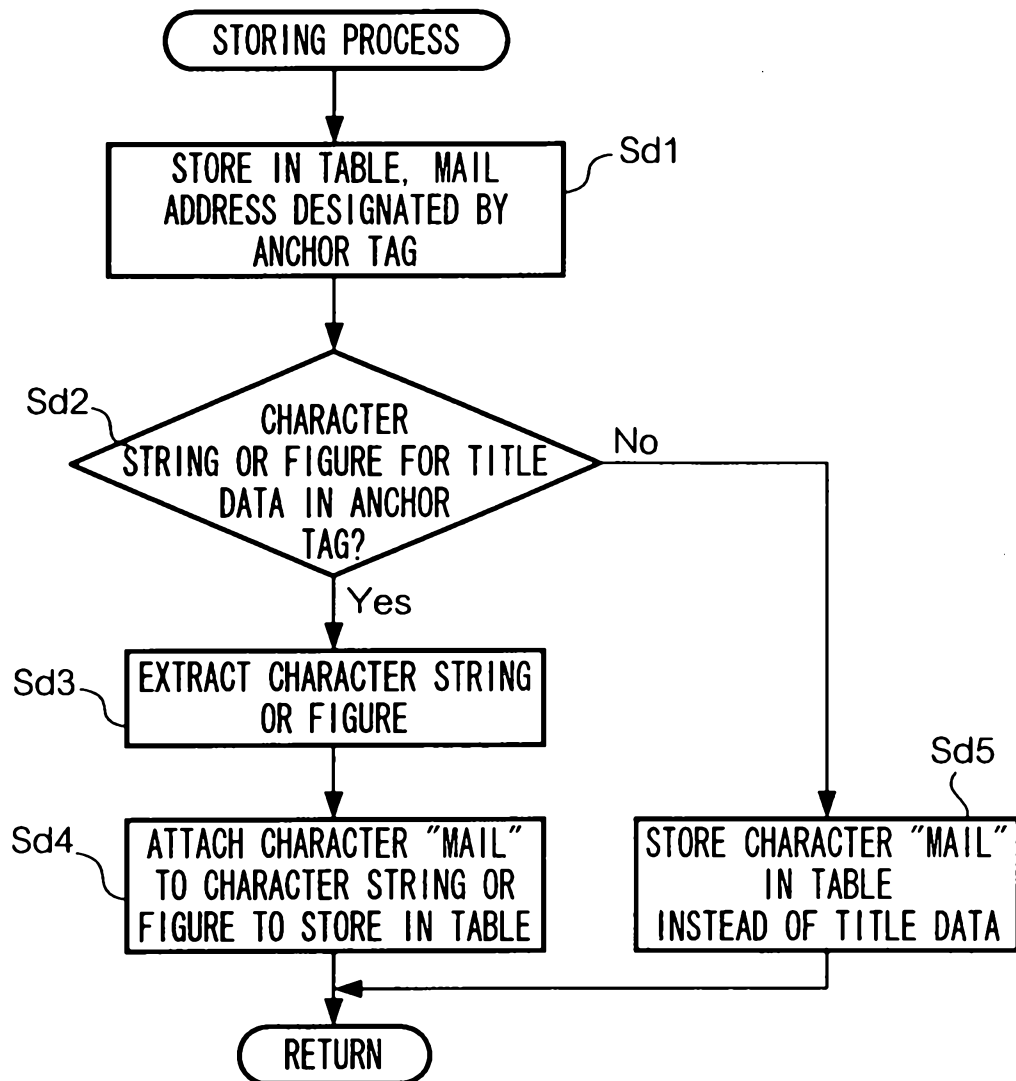 STORING PROCESS
Sd1
STORE IN TABLE, MAIL
ADDRESS DESIGNATED BY
ANCHOR TAG
Sd2
CHARACTER
STRING OR FIGURE FOR TITLE
DATA IN ANCHOR
TAG?
No
Yes
Sd3
EXTRACT CHARACTER STRING
OR FIGURE
Sd4
ATTACH CHARACTER "MAIL"
TO CHARACTER STRING OR
FIGURE TO STORE IN TABLE
Sd5
STORE CHARACTER "MAIL"
IN TABLE
INSTEAD OF TITLE DATA
RETURN